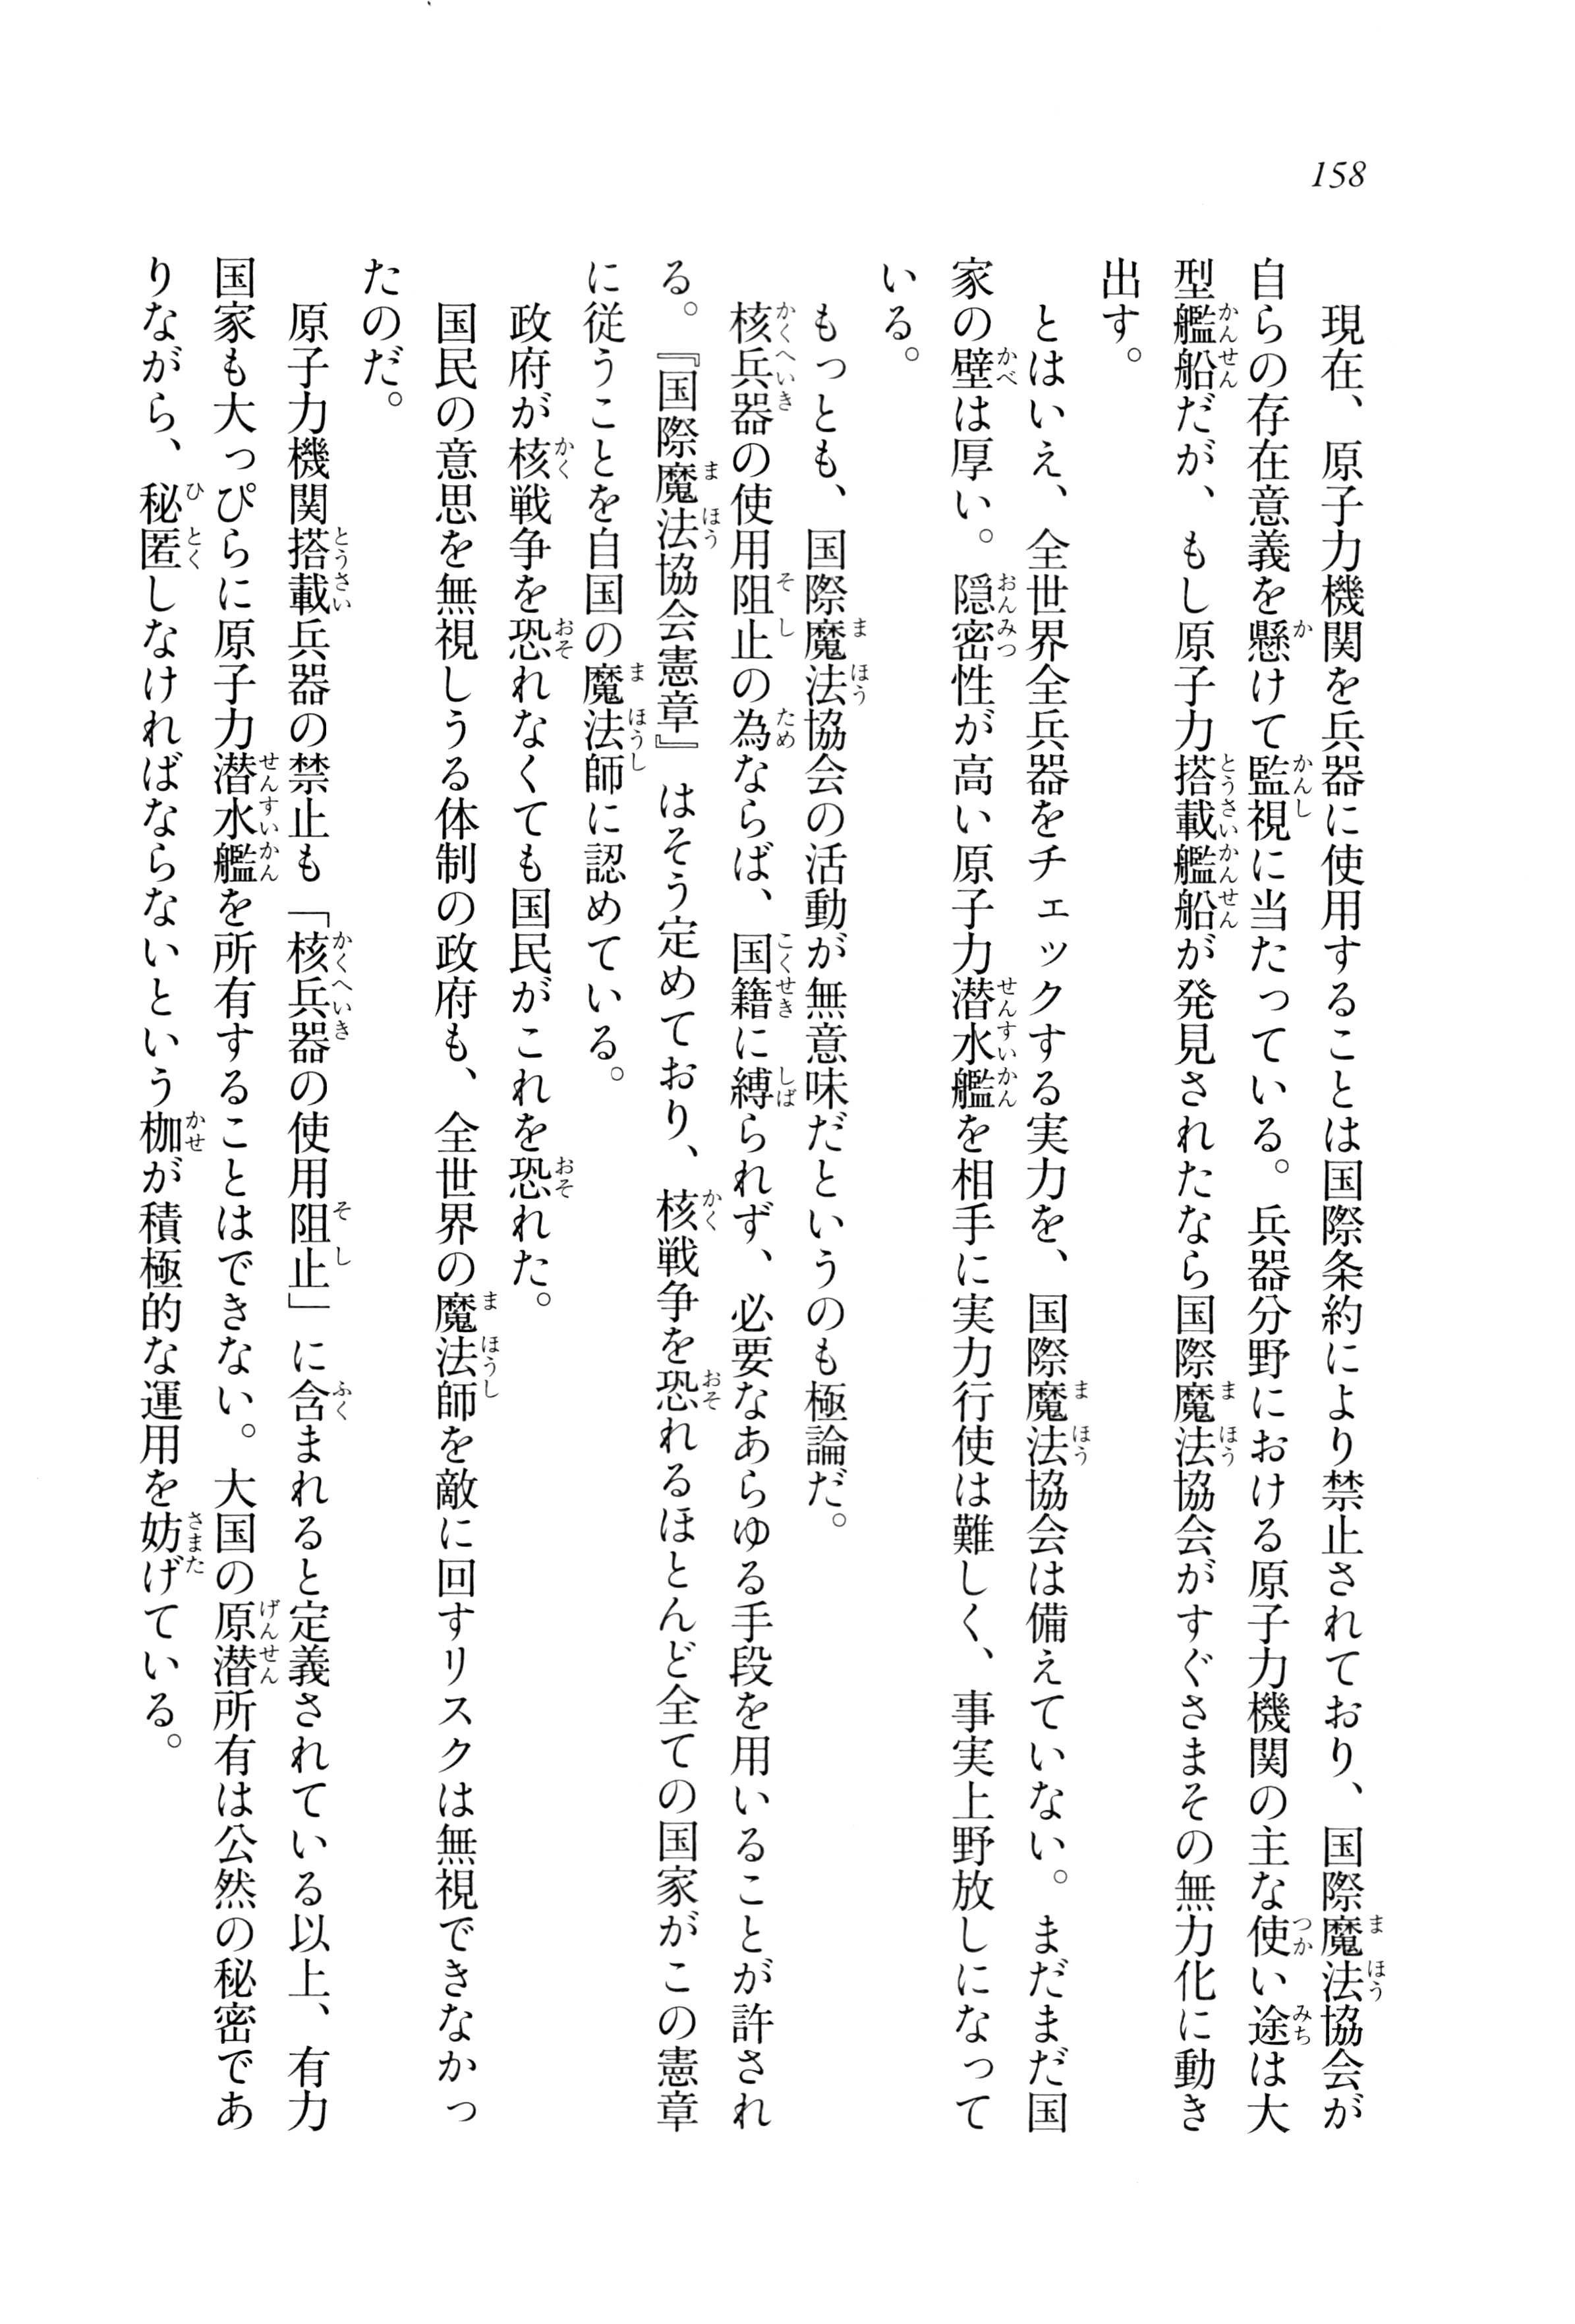 158
現在、原子力機関を兵器に使用することは国際条約により禁止されており、国際魔法協会が
自らの存在意義を懸けて監視に当たっている。兵器分野における原子力機関の主な使い途は大
型艦船だが、もし原子力搭載艦船が発見されたなら国際魔法協会がすぐさまその無力化に動き
出す。
とはいえ、全世界全兵器をチェックする実力を、国際魔法協会は備えていない。まだまだ国
家の壁は厚い。隠密性が高い原子力潜水艦を相手に実力行使は難しく、事実上野放しになって
いる。
もっとも、国際魔法協会の活動が無意味だというのも極論だ。
核兵器の使用阻止の為ならば、国籍に縛られず、必要なあらゆる手段を用いることが許され
る。『国際魔法協会憲章』はそう定めており、核戦争を恐れるほとんど全ての国家がこの憲章
に従うことを自国の魔法師に認めている。
政府が核戦争を恐れなくても国民がこれを恐れた。
国民の意思を無視しうる体制の政府も、全世界の魔法師を敵に回すリスクは無視できなかっ
たのだ。
原子力機関搭載兵器の禁止も「核兵器の使用阻止」に含まれると定義されている以上、有力
国家も大っぴらに原子力潜水艦を所有することはできない。大国の原潜所有は公然の秘密であ
りながら、秘匿しなければならないという枷が積極的な運用を妨げている。